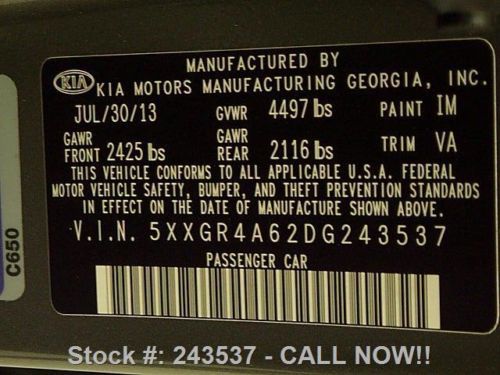 MANUFACTURED BY
KIA KIA MOTORS MANUFACTURING GEORGIA, INC.
JUL/30/13 GVWR 4497 lbs PAINT IM
GAWR FRONT 2425 lbs GAWR REAR 2116 lbs TRIM VA
THIS VEHICLE CONFORMS TO ALL APPLICABLE U.S.A. FEDERAL
MOTOR VEHICLE SAFETY, BUMPER, AND THEFT PREVENTION STANDARDS
IN EFFECT ON THE DATE OF MANUFACTURE SHOWN ABOVE.
V.I.N. 5XXGR4A62DG243537
PASSENGER CAR
C650
Stock #: 243537 - CALL NOW!!